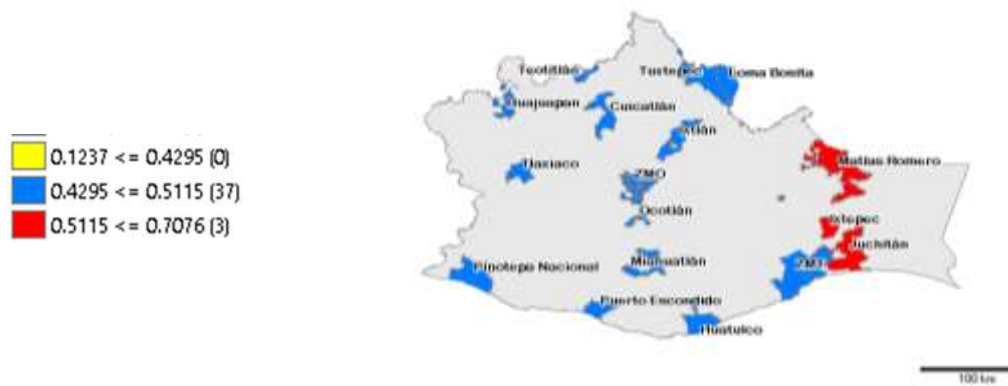 0.1237 <= 0.4295 (0)
0.4295 <= 0.5115 (37)
0.5115 <= 0.7076 (3)
Teotitlán
Tuxtepec
Loma Bonita
Huajuapan
Cuicatlán
Ixtlán
Matías Romero
Tlaxiaco
ZMO
Ocotlán
Ixtepec
Juchitán
Miahuatlán
ZMT
Pinotepa Nacional
Puerto Escondido
Huatulco
100 km